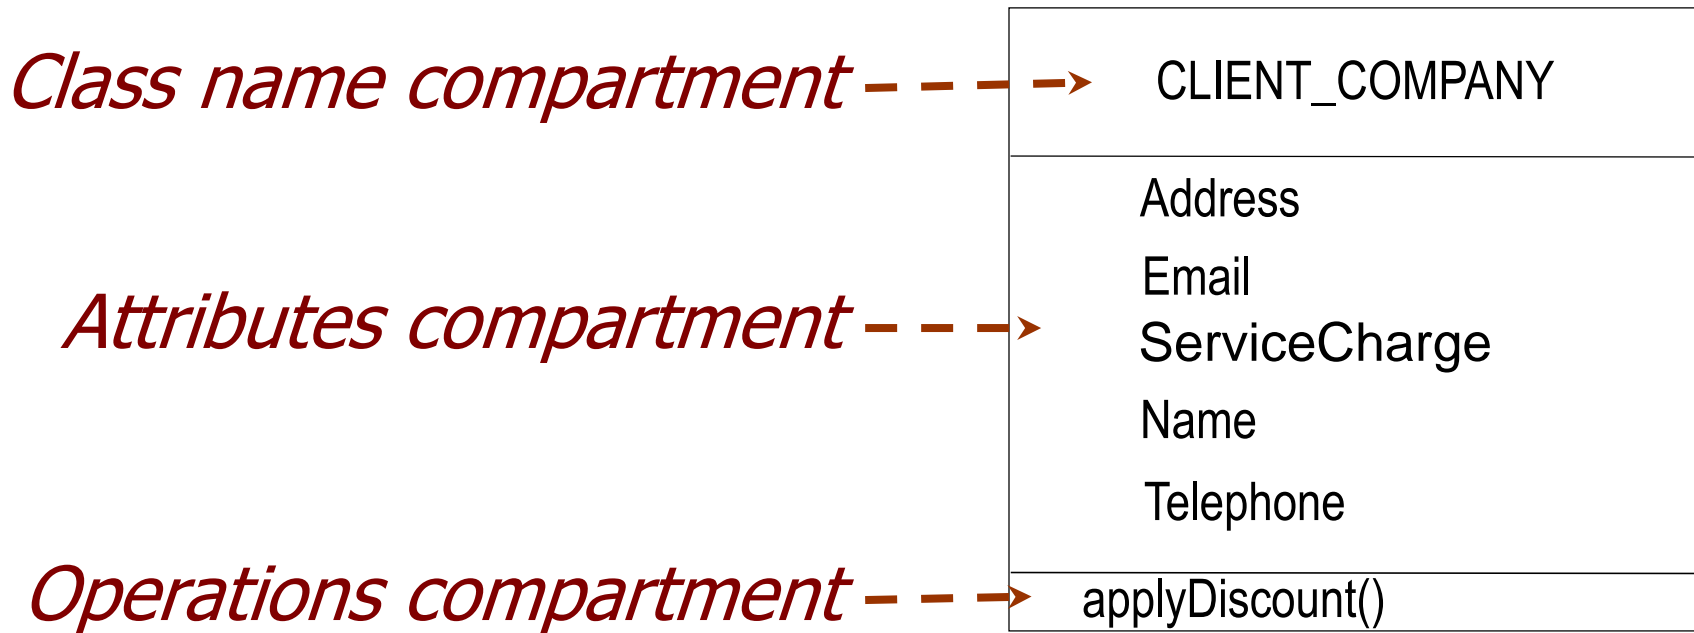 Class name compartment
CLIENT_COMPANY
Address
Email
Attributes compartment
ServiceCharge
Name
Telephone
Operations compartment
applyDiscount()